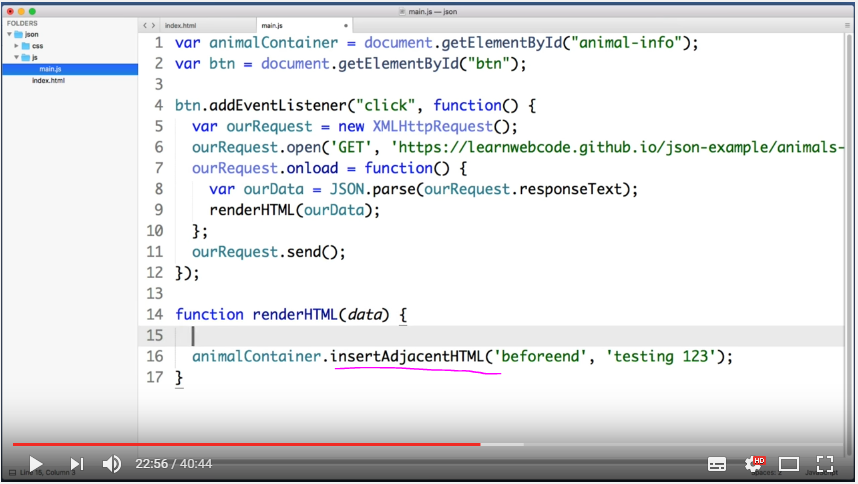 main.js — json
FOLDERS
json
css
js
main.js
index.html
index.html
main.js
1 var animalContainer = document.getElementById("animal-info");
2 var btn = document.getElementById("btn");
3
4 btn.addEventListener("click", function() {
5 var ourRequest = new XMLHttpRequest();
6 ourRequest.open('GET', 'https://learnwebcode.github.io/json-example/animals-
7 ourRequest.onload = function() {
8 var ourData = JSON.parse(ourRequest.responseText);
9 renderHTML(ourData);
10 };
11 ourRequest.send();
12 });
13
14 function renderHTML(data) {
15
16 animalContainer.insertAdjacentHTML('beforeend', 'testing 123');
17 }
22:56 / 40:44
HD
Line 15, Column 3
Spaces: 2
JavaScript